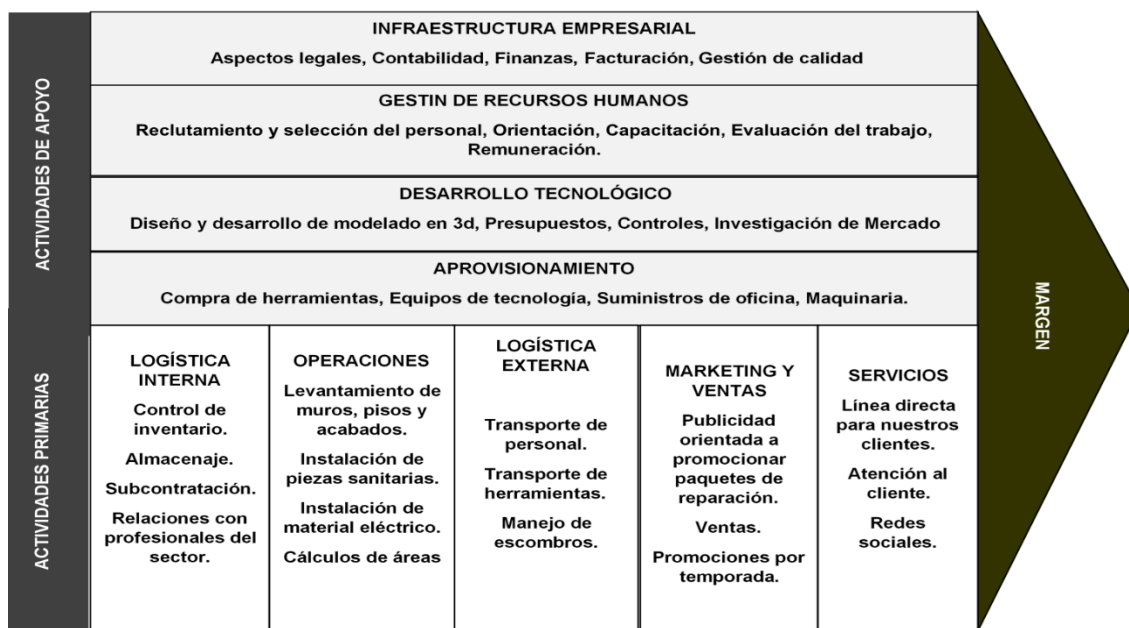 ACTIVIDADES DE APOYO
INFRAESTRUCTURA EMPRESARIAL
Aspectos legales, Contabilidad, Finanzas, Facturación, Gestión de calidad
GESTIN DE RECURSOS HUMANOS
Reclutamiento y selección del personal, Orientación, Capacitación, Evaluación del trabajo,
Remuneración.
DESARROLLO TECNOLÓGICO
Diseño y desarrollo de modelado en 3d, Presupuestos, Controles, Investigación de Mercado
APROVISIONAMIENTO
Compra de herramientas, Equipos de tecnología, Suministros de oficina, Maquinaria.
ACTIVIDADES PRIMARIAS
LOGÍSTICA
INTERNA
Control de
inventario.
Almacenaje.
Subcontratación.
Relaciones con
profesionales del
sector.
OPERACIONES
Levantamiento de
muros, pisos y
acabados.
Instalación de
piezas sanitarias.
Instalación de
material eléctrico.
Cálculos de áreas
LOGÍSTICA
EXTERNA
Transporte de
personal.
Transporte de
herramientas.
Manejo de
escombros.
MARKETING Y
VENTAS
Publicidad
orientada a
promocionar
paquetes de
reparación.
Ventas.
Promociones por
temporada.
SERVICIOS
Línea directa
para nuestros
clientes.
Atención al
cliente.
Redes
sociales.
MARGEN